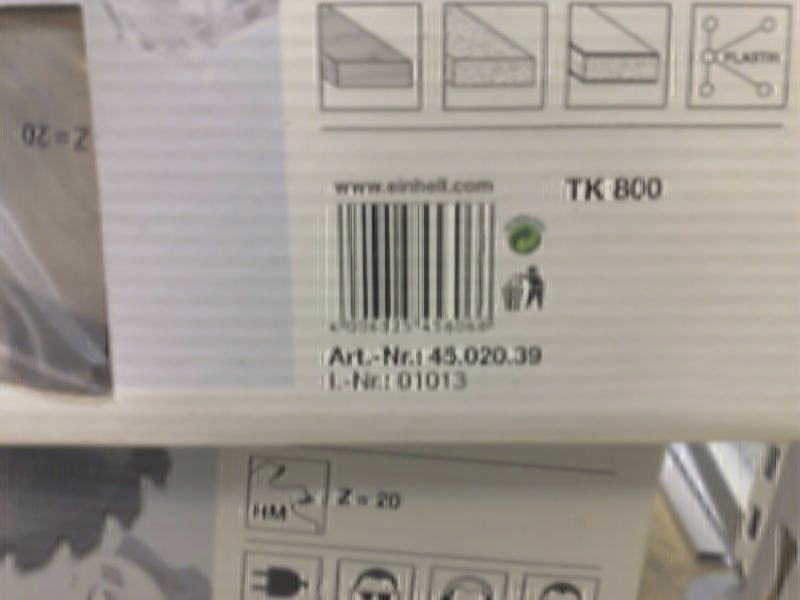 PLASTIK
Z = 20
www.einhell.com
TK 800
Art.-Nr.: 45.020.39
I.-Nr.: 01013
HM
Z = 20